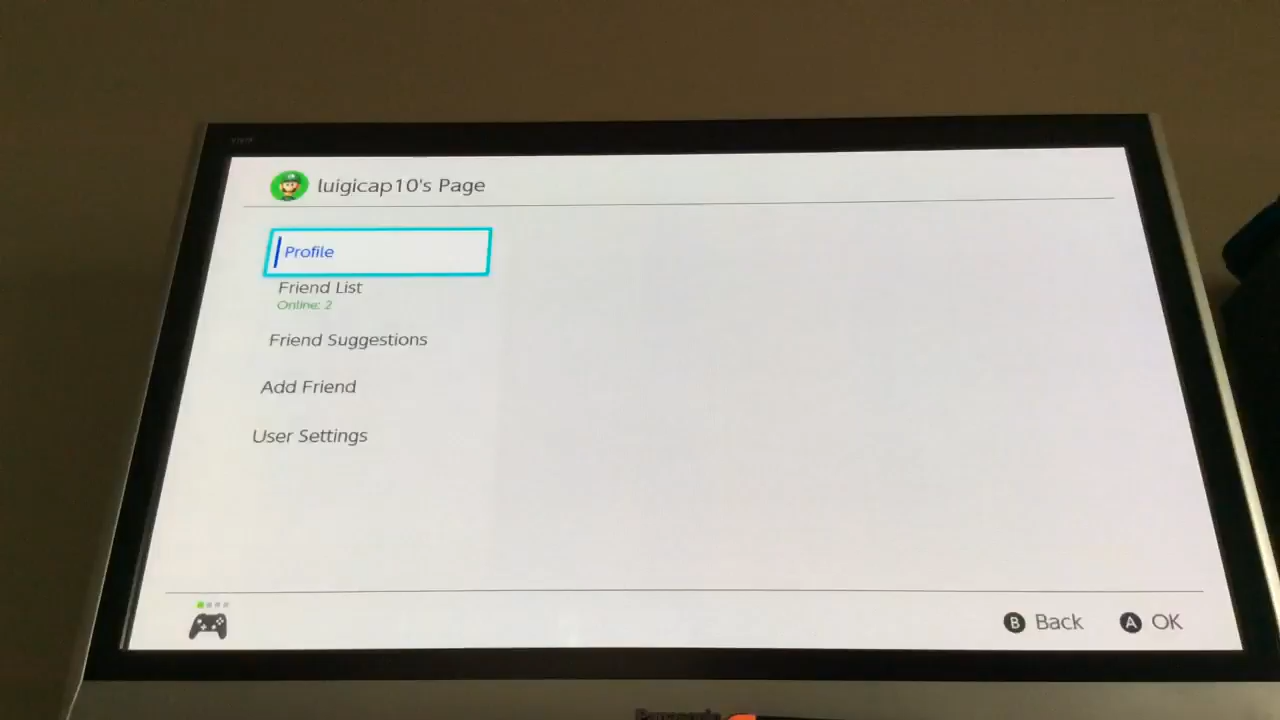 luigicap10's Page
Profile
Friend List
Online: 2
Friend Suggestions
Add Friend
User Settings
B Back A OK